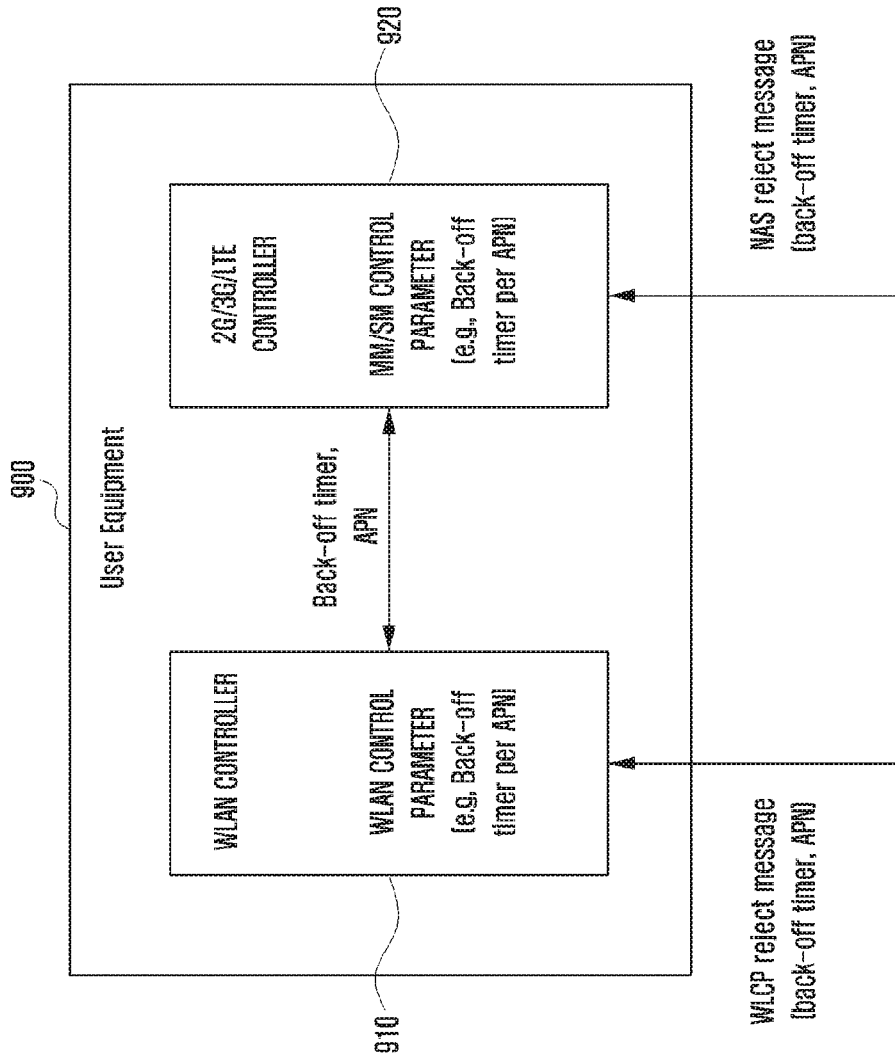 900
User Equipment
910
WLAN CONTROLLER
WLAN CONTROL
PARAMETER
(e.g, Back-off
timer per APN)
Back-off timer,
APN
920
2G/3G/LTE
CONTROLLER
MM/SM CONTROL
PARAMETER
(e.g., Back-off
timer per APN)
WLCP reject message
(back-off timer, APN)
NAS reject message
(back-off timer, APN)